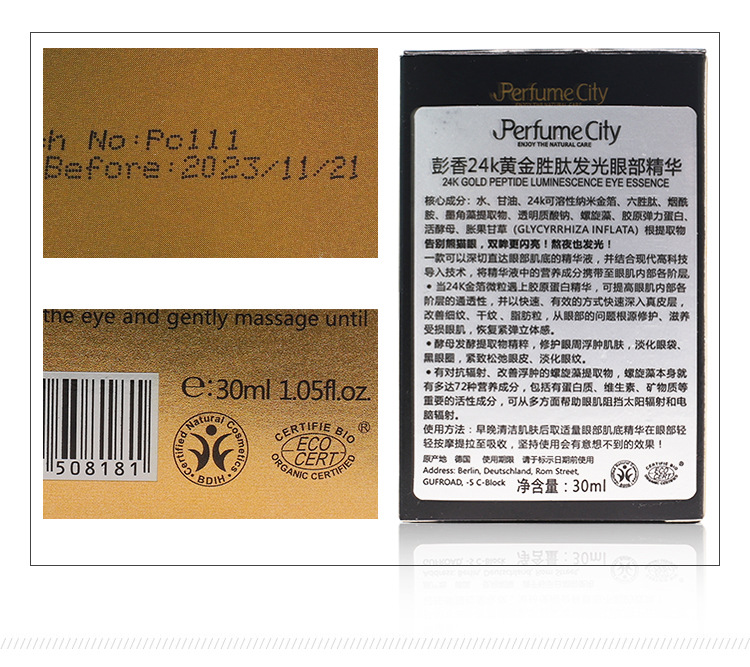 ch No:Pc111
Before:2023/11/21
the eye and gently massage until
℮:30ml 1.05fl.oz.
508181
Certified Natural Cosmetics
BDIH
CERTIFIE BIO
ECO
CERT
ORGANIC CERTIFIED
®
Perfume City
ENJOY THE NATURAL CARE
Perfume City
ENJOY THE NATURAL CARE
彭香24k黄金胜肽发光眼部精华
24K GOLD PEPTIDE LUMINESCENCE EYE ESSENCE
核心成分：水、甘油、24k可溶性纳米金箔、六胜肽、烟酰
胺、墨角藻提取物、透明质酸钠、螺旋藻、胶原弹力蛋白、
活酵母、胀果甘草（GLYCYRRHIZA INFLATA）根提取物
告别熊猫眼，双眸更闪亮！熬夜也发光！
一款可以深切直达眼部肌底的精华液，并结合现代高科技
导入技术，将精华液中的营养成分携带至眼肌内部各阶层。
• 当24K金箔微粒遇上胶原蛋白精华，可提高眼肌内部各
阶层的通透性，并以快速、有效的方式快速深入真皮层，
改善细纹、干纹、脂肪粒，从眼部的问题根源修护、滋养
受损眼肌，恢复紧弹立体感。
• 酵母发酵提取物精粹，修护眼周浮肿肌肤，淡化眼袋、
黑眼圈，紧致松弛眼皮、淡化眼纹。
• 有对抗辐射、改善浮肿的螺旋藻提取物，螺旋藻本身就
有多达72种营养成分，包括有蛋白质、维生素、矿物质等
重要的活性成分，可从多方面帮助眼肌阻挡太阳辐射和电
脑辐射。
使用方法：早晚清洁肌肤后取适量眼部肌底精华在眼部轻
轻按摩提拉至吸收，坚持使用会有意想不到的效果！
原产地 德国 使用期限 请于标示日期前使用
Address: Berlin, Deutschland, Rom Street,
GUFROAD, -5 C-Block 净含量：30ml
BDIH
ECO
CERT